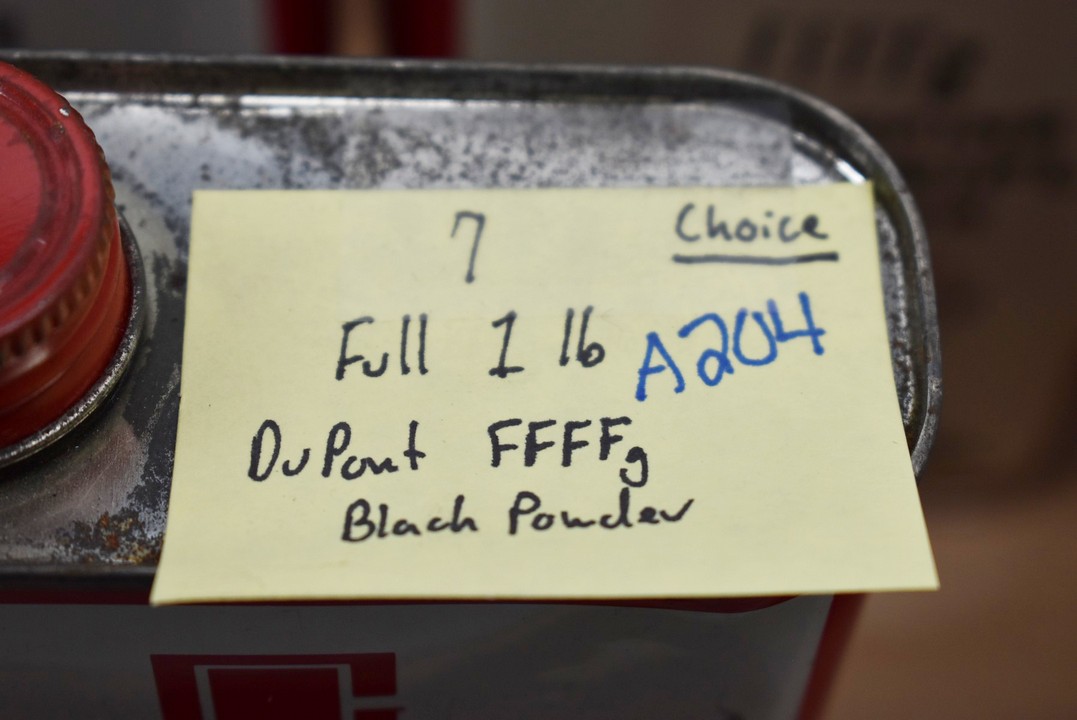 7 Choice
Full 1 lb A204
DuPont FFFFg
Black Powder